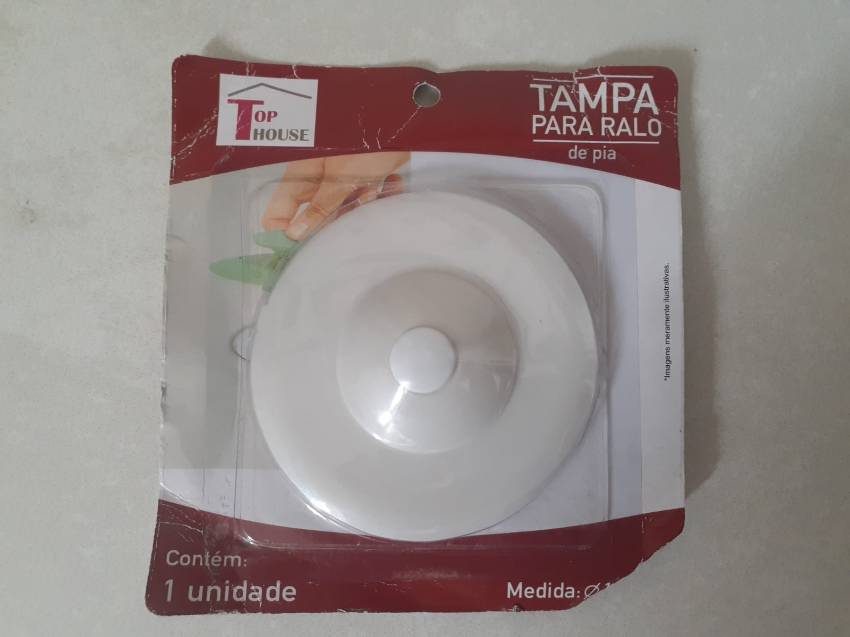 TOP
HOUSE
TAMPA
PARA RALO
de pia
*Imagens meramente ilustrativas.
Contém:
1 unidade
Medida: Ø